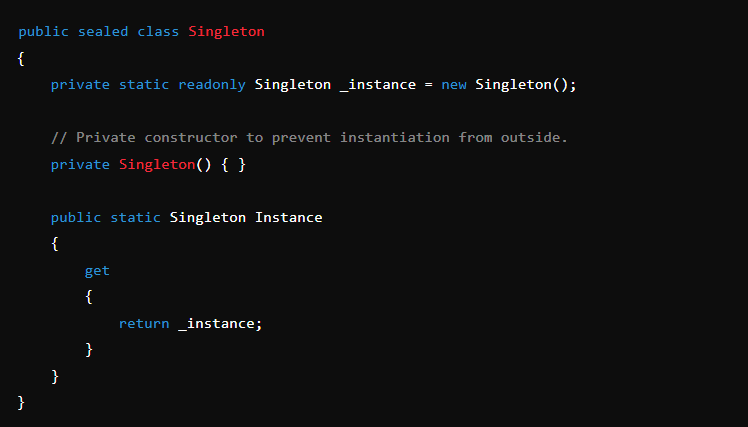 public sealed class Singleton
{
    private static readonly Singleton _instance = new Singleton();

    // Private constructor to prevent instantiation from outside.
    private Singleton() { }

    public static Singleton Instance
    {
        get
        {
            return _instance;
        }
    }
}